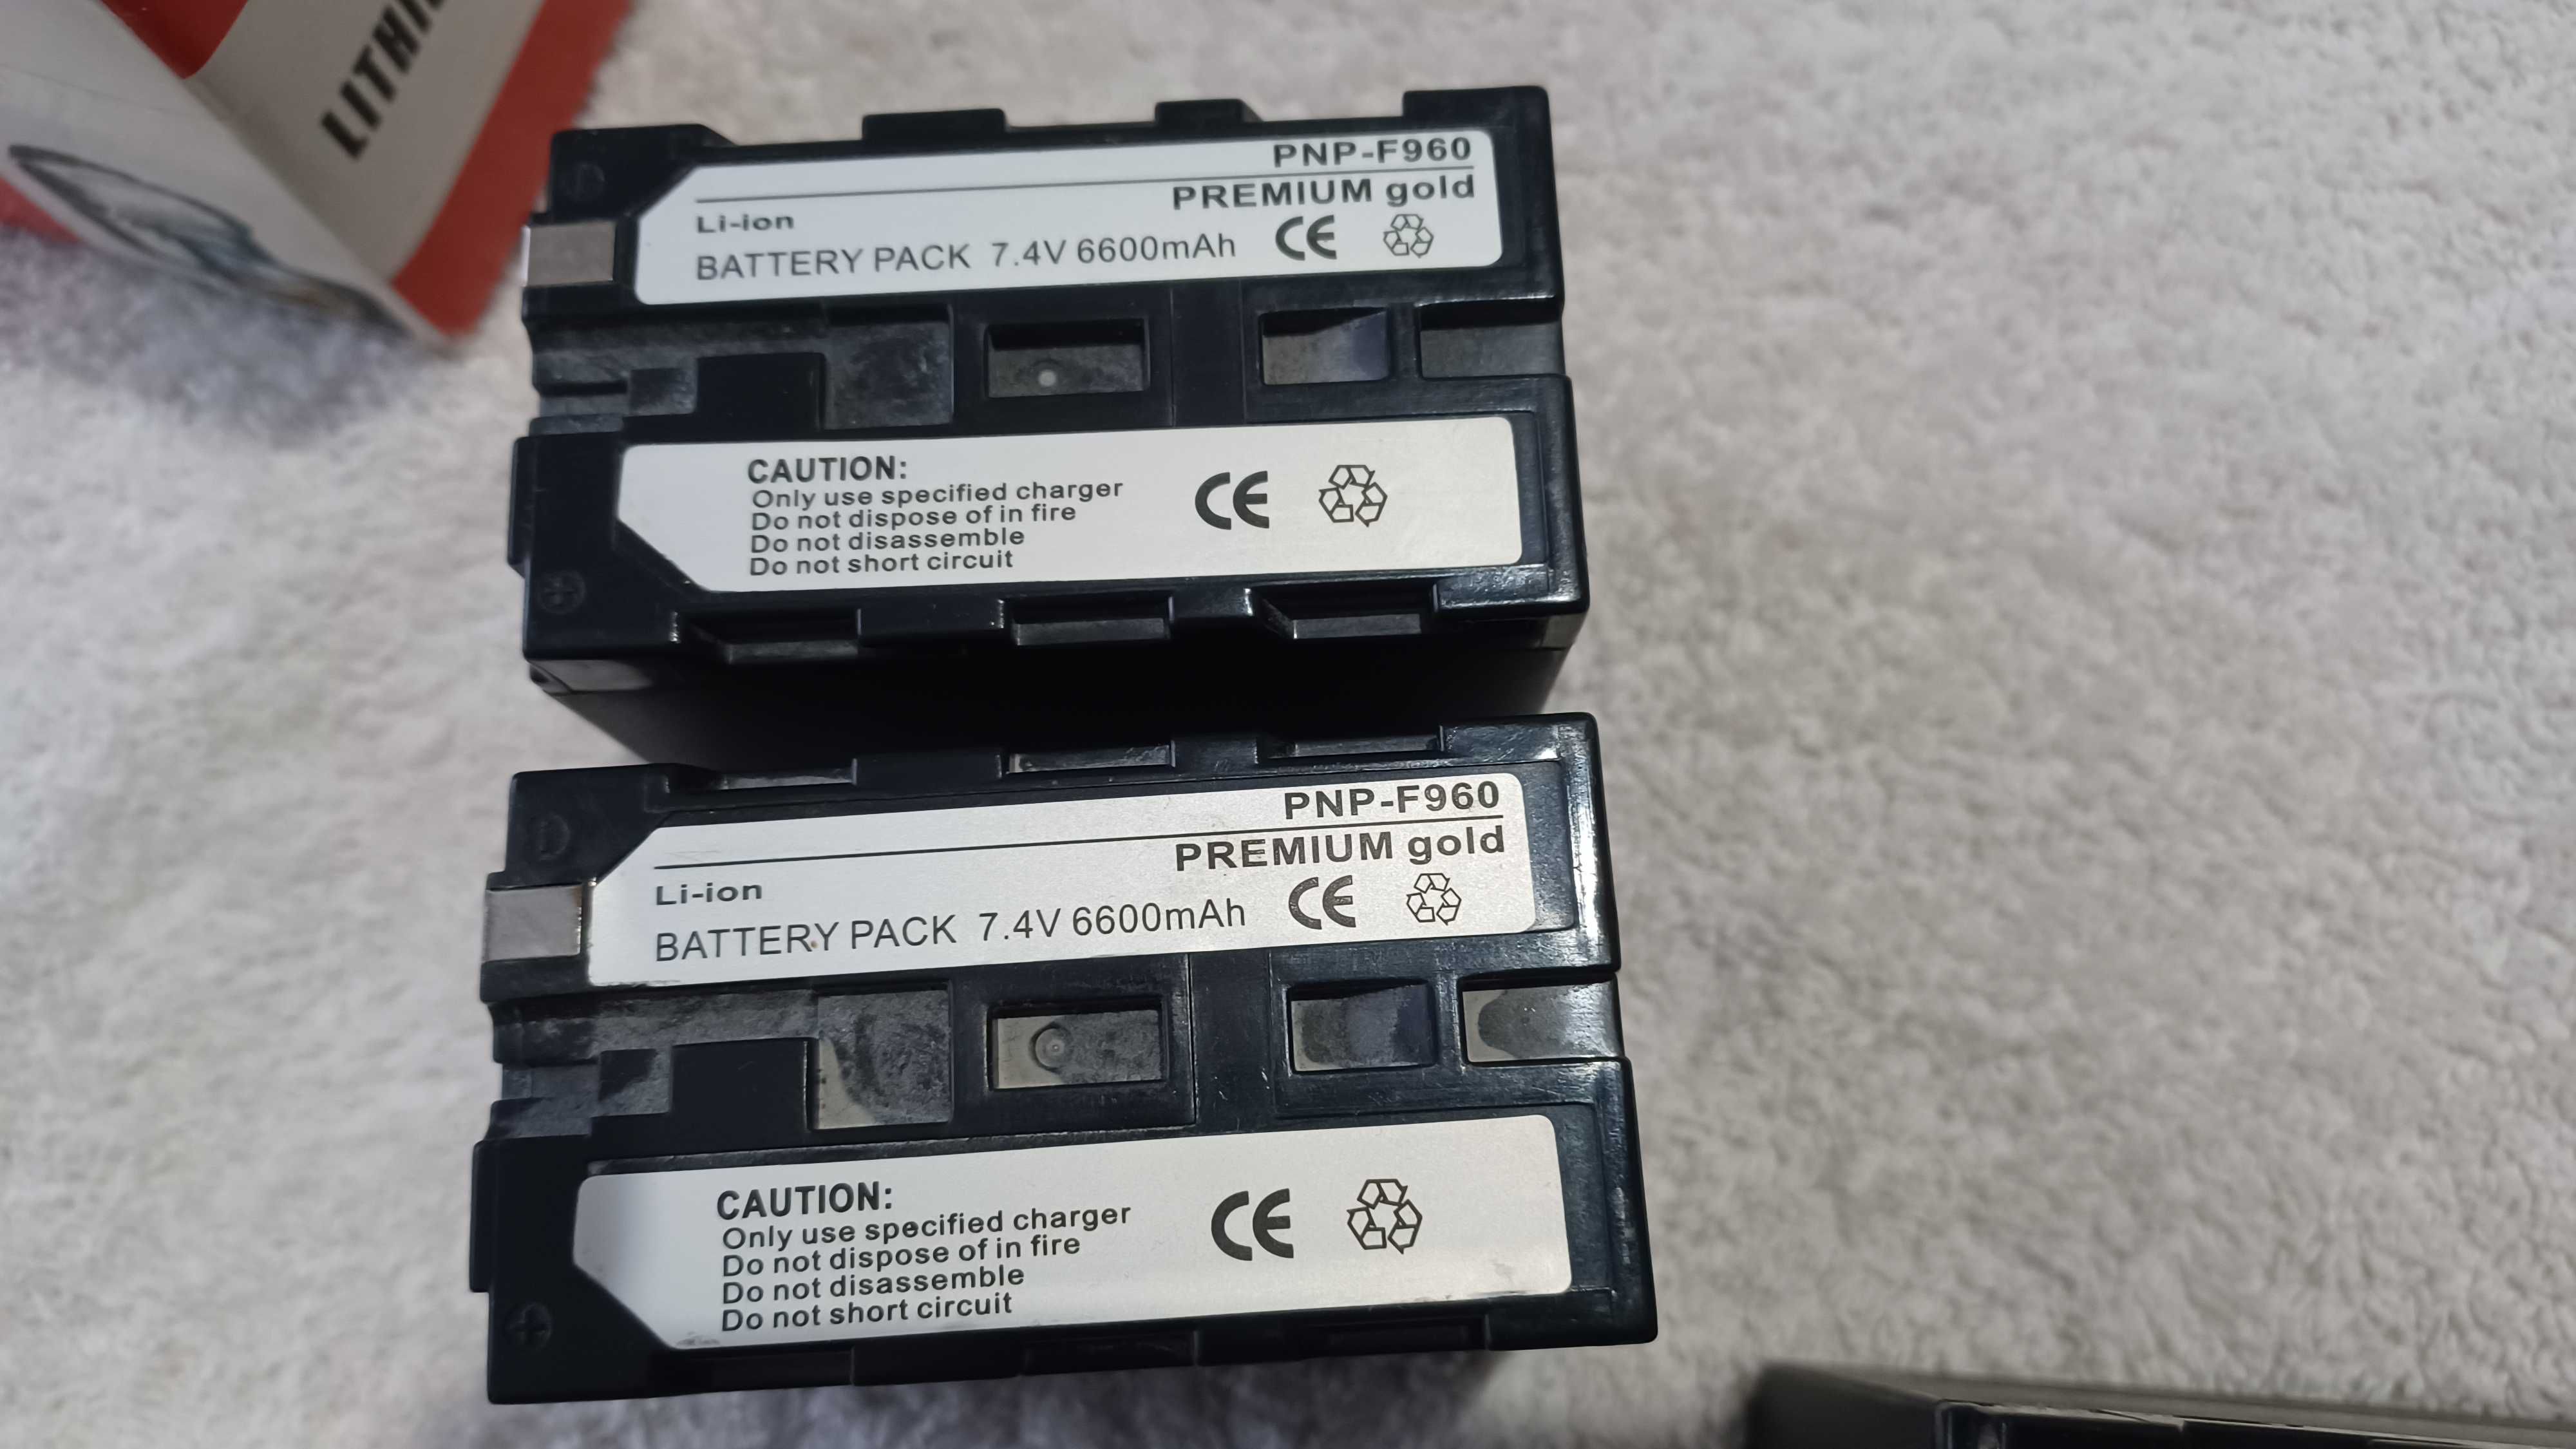 PNP-F960
PREMIUM gold
Li-ion
BATTERY PACK 7.4V 6600mAh CE
CAUTION:
Only use specified charger
Do not dispose of in fire
Do not disassemble
Do not short circuit
CE
PNP-F960
PREMIUM gold
Li-ion
BATTERY PACK 7.4V 6600mAh CE
CAUTION:
Only use specified charger
Do not dispose of in fire
Do not disassemble
Do not short circuit
CE